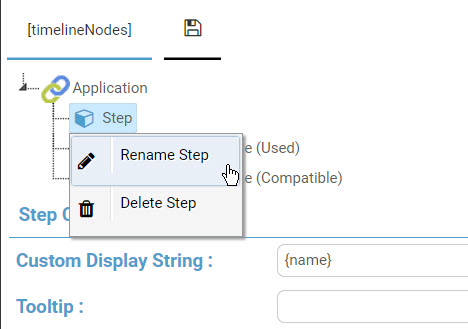 [timelineNodes]
Application
Step
Rename Step
e (Used)
e (Compatible)
Delete Step
Step
Custom Display String :
{name}
Tooltip :